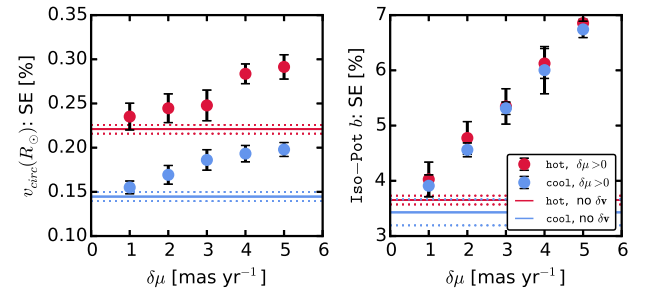 0.35
0.30
0.25
0.20
0.15
0.10
0 1 2 3 4 5 6
v_circ(R_⊙): SE [%]
δμ [mas yr⁻¹]
7
6
5
4
3
0 1 2 3 4 5 6
Iso−Pot b: SE [%]
δμ [mas yr⁻¹]
hot, δμ>0
cool, δμ>0
hot, no δv
cool, no δv